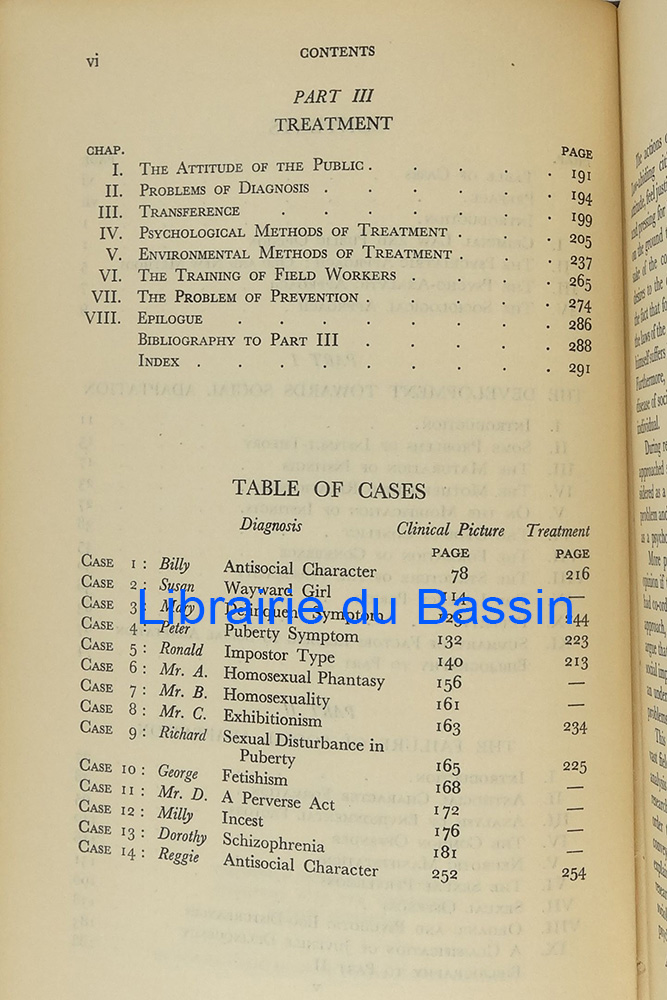 vi CONTENTS
PART III
TREATMENT
CHAP. PAGE
I. THE ATTITUDE OF THE PUBLIC . . . . . 191
II. PROBLEMS OF DIAGNOSIS . . . . . . 194
III. TRANSFERENCE . . . . . . . 199
IV. PSYCHOLOGICAL METHODS OF TREATMENT . . . 205
V. ENVIRONMENTAL METHODS OF TREATMENT . . . 237
VI. THE TRAINING OF FIELD WORKERS . . . . 265
VII. THE PROBLEM OF PREVENTION . . . . . 274
VIII. EPILOGUE . . . . . . . . 286
BIBLIOGRAPHY TO PART III . . . . . 288
INDEX . . . . . . . . . 291
TABLE OF CASES
Diagnosis Clinical Picture Treatment
PAGE PAGE
CASE 1 : Billy Antisocial Character 78 216
CASE 2 : Susan Wayward Girl 114 —
CASE 3 : Mary Delinquent Symptom 244
Librairie du Bassin
CASE 4 : Peter Puberty Symptom 132 223
CASE 5 : Ronald Impostor Type 140 213
CASE 6 : Mr. A. Homosexual Phantasy 156 —
CASE 7 : Mr. B. Homosexuality 161 —
CASE 8 : Mr. C. Exhibitionism 163 234
CASE 9 : Richard Sexual Disturbance in
Puberty 165 225
CASE 10 : George Fetishism 168 —
CASE 11 : Mr. D. A Perverse Act 172 —
CASE 12 : Milly Incest 176 —
CASE 13 : Dorothy Schizophrenia 181 —
CASE 14 : Reggie Antisocial Character 252 254